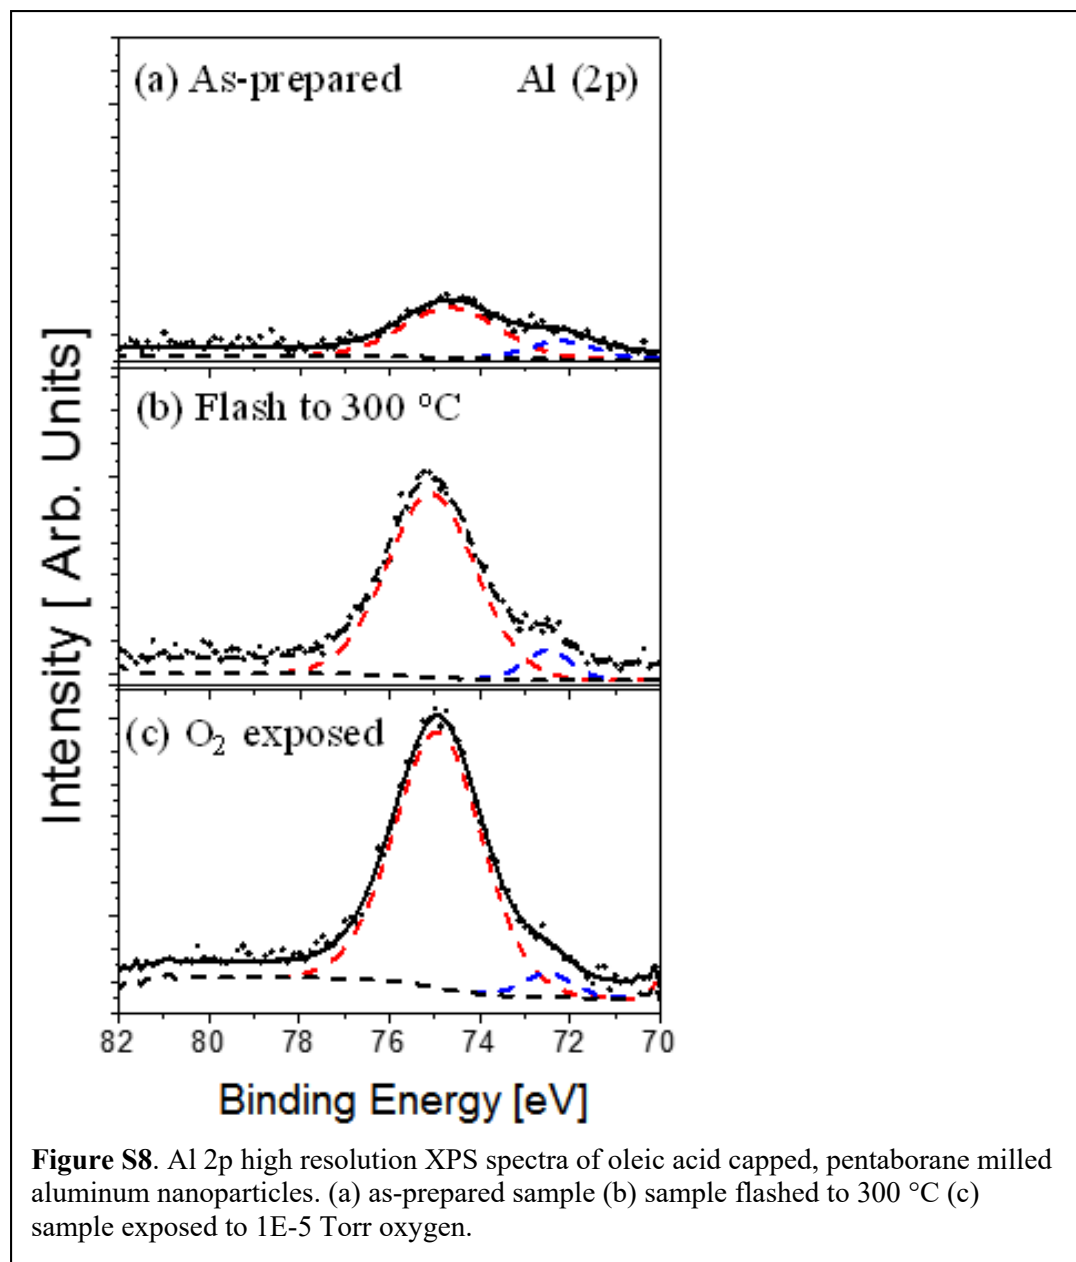 (a) As-prepared Al (2p)
(b) Flash to 300 °C
(c) O₂ exposed
Intensity [ Arb. Units]
82 80 78 76 74 72 70
Binding Energy [eV]
Figure S8. Al 2p high resolution XPS spectra of oleic acid capped, pentaborane milled
aluminum nanoparticles. (a) as-prepared sample (b) sample flashed to 300 °C (c)
sample exposed to 1E-5 Torr oxygen.